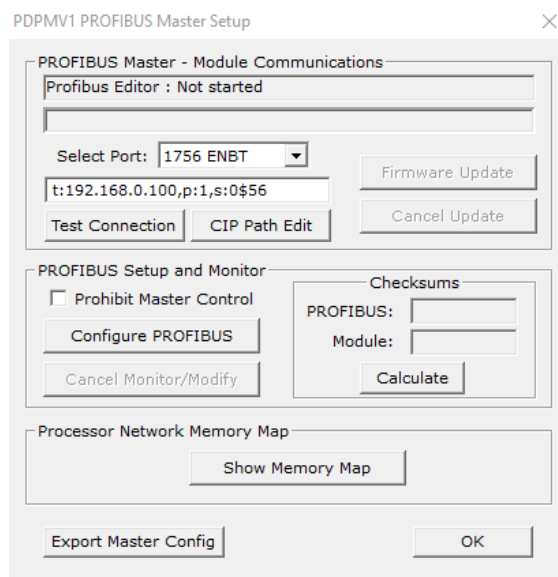 PDPMV1 PROFIBUS Master Setup
PROFIBUS Master - Module Communications
Profibus Editor : Not started
Select Port: 1756 ENBT
Firmware Update
t:192.168.0.100,p:1,s:0$56
Cancel Update
Test Connection CIP Path Edit
PROFIBUS Setup and Monitor
Checksums
Prohibit Master Control
PROFIBUS:
Configure PROFIBUS
Module:
Cancel Monitor/Modify
Calculate
Processor Network Memory Map
Show Memory Map
Export Master Config OK